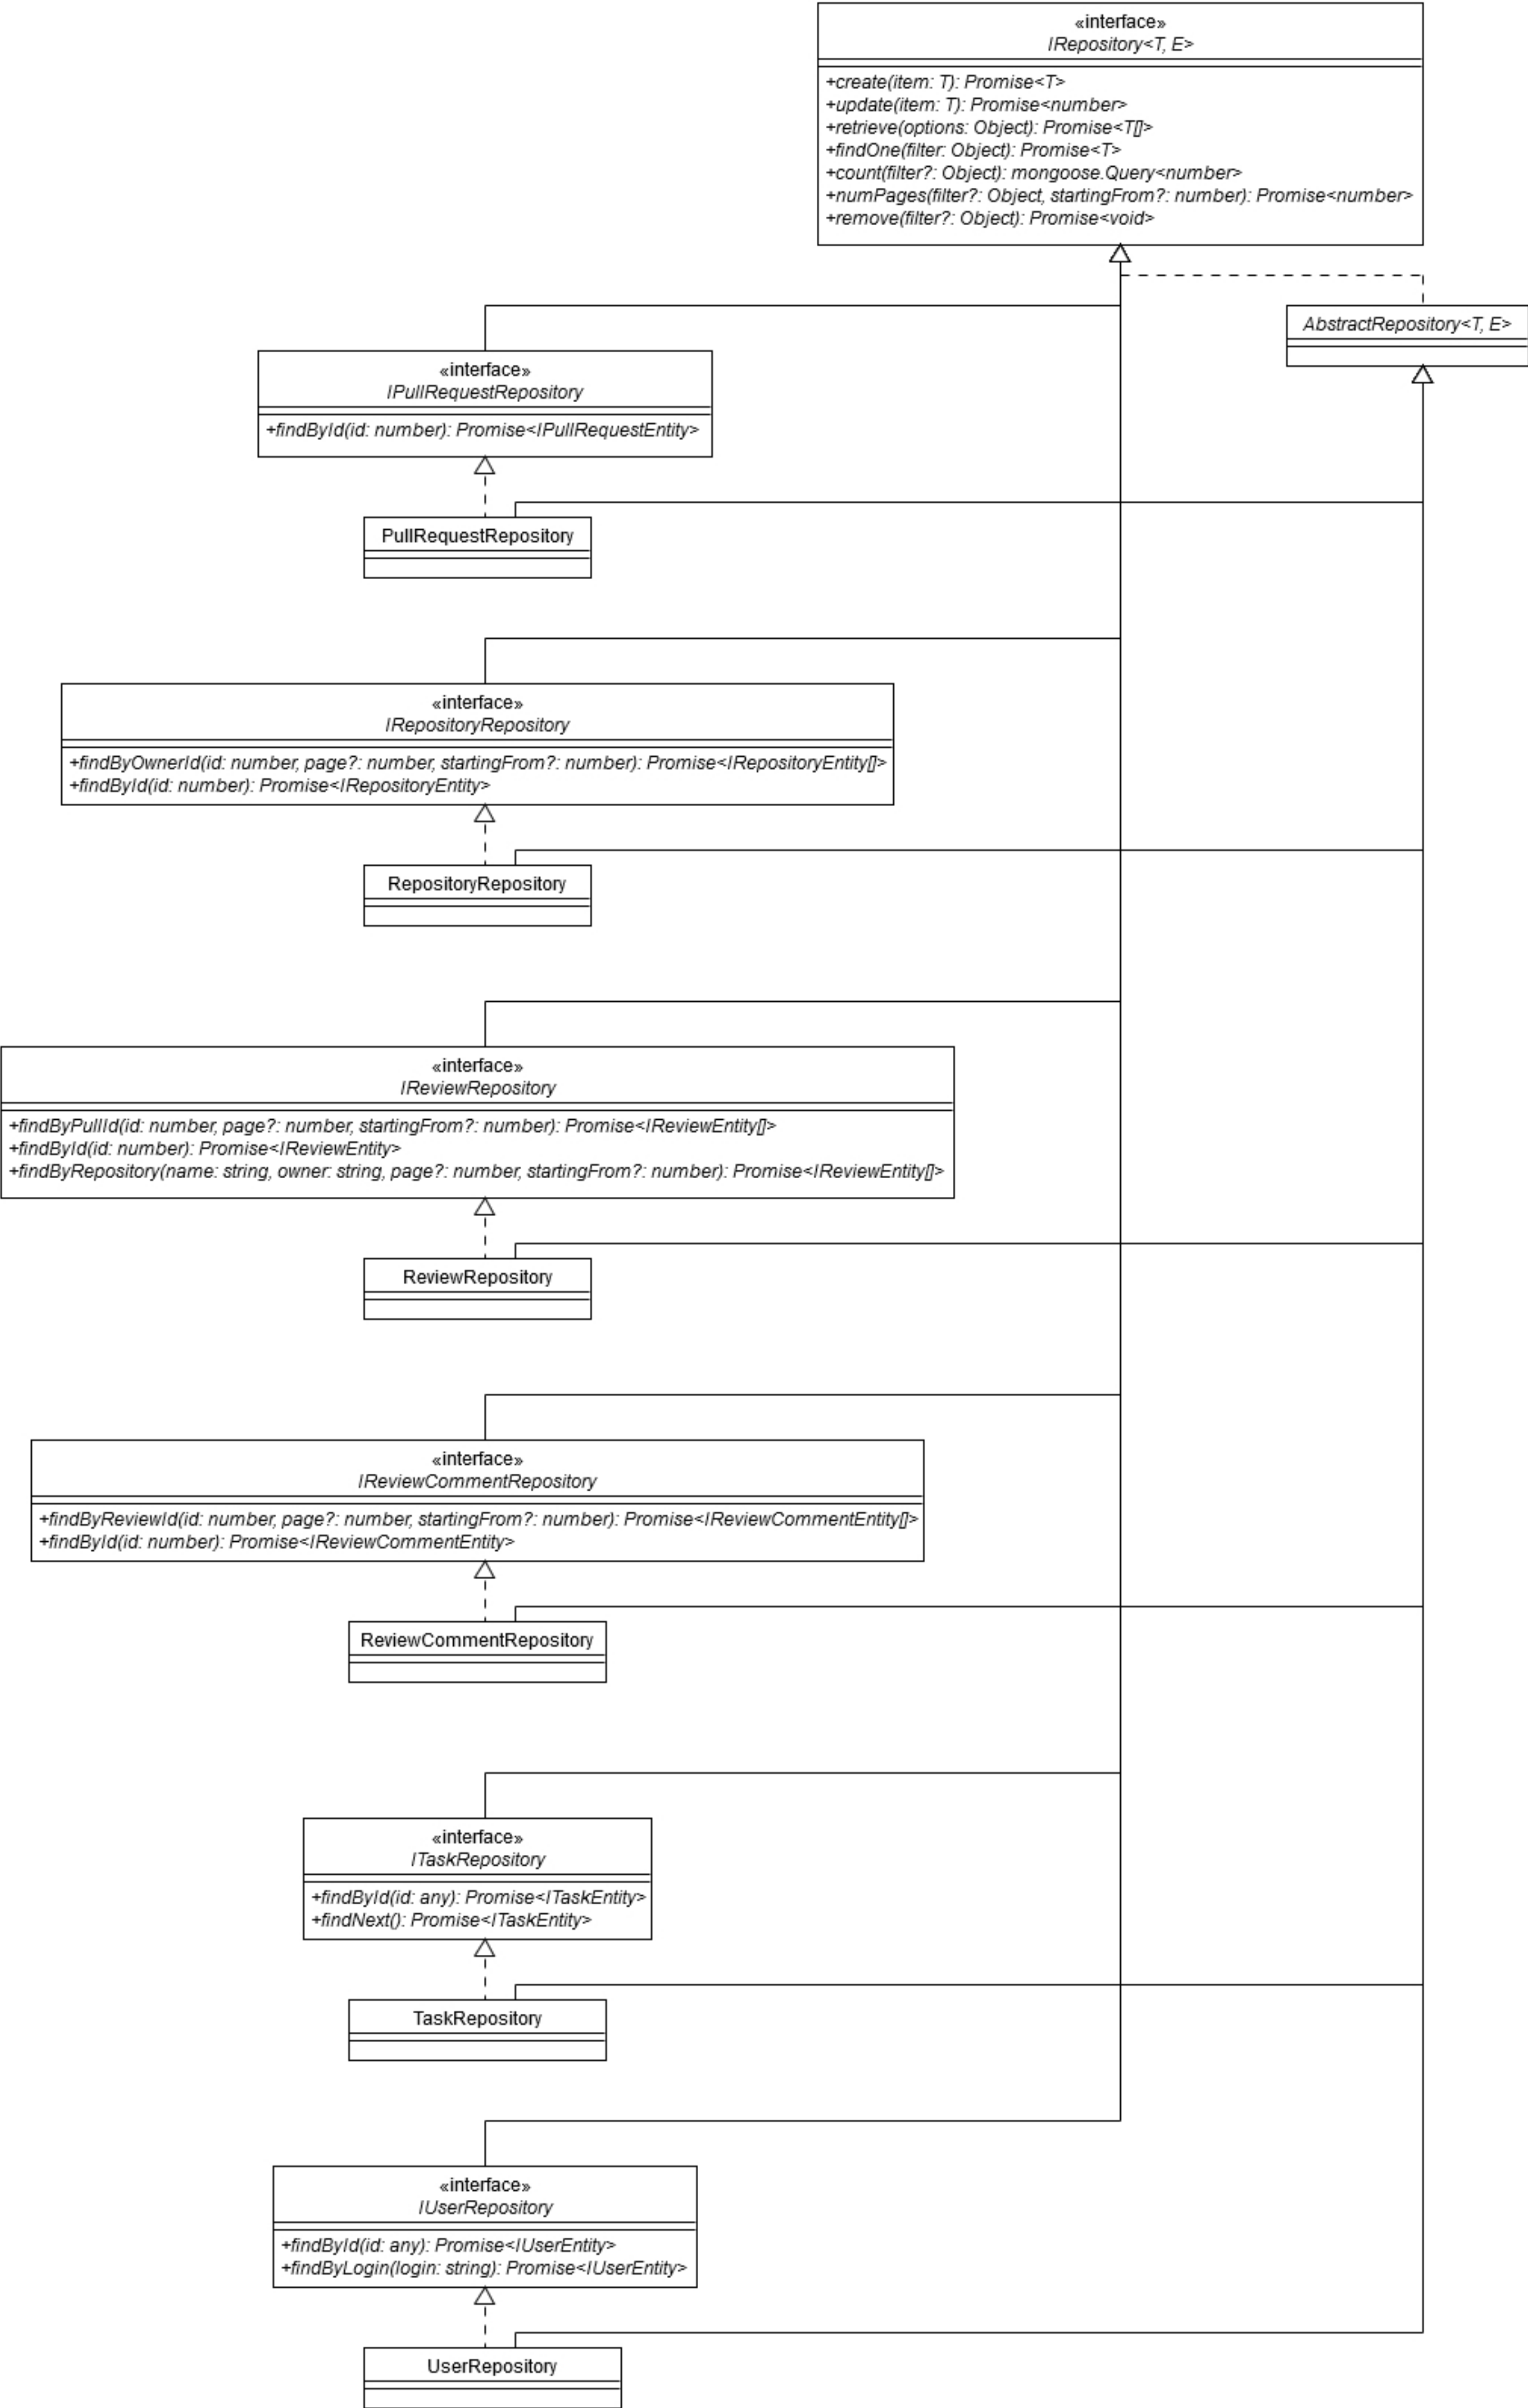 «interface»
IRepository<T, E>
+create(item: T): Promise<T>
+update(item: T): Promise<number>
+retrieve(options: Object): Promise<T[]>
+findOne(filter: Object): Promise<T>
+count(filter?: Object): mongoose.Query<number>
+numPages(filter?: Object, startingFrom?: number): Promise<number>
+remove(filter?: Object): Promise<void>
AbstractRepository<T, E>
«interface»
IPullRequestRepository
+findById(id: number): Promise<IPullRequestEntity>
PullRequestRepository
«interface»
IRepositoryRepository
+findByOwnerId(id: number, page?: number, startingFrom?: number): Promise<IRepositoryEntity[]>
+findById(id: number): Promise<IRepositoryEntity>
RepositoryRepository
«interface»
IReviewRepository
+findByPullId(id: number, page?: number, startingFrom?: number): Promise<IReviewEntity[]>
+findById(id: number): Promise<IReviewEntity>
+findByRepository(name: string, owner: string, page?: number, startingFrom?: number): Promise<IReviewEntity[]>
ReviewRepository
«interface»
IReviewCommentRepository
+findByReviewId(id: number, page?: number, startingFrom?: number): Promise<IReviewCommentEntity[]>
+findById(id: number): Promise<IReviewCommentEntity>
ReviewCommentRepository
«interface»
ITaskRepository
+findById(id: any): Promise<ITaskEntity>
+findNext(): Promise<ITaskEntity>
TaskRepository
«interface»
IUserRepository
+findById(id: any): Promise<IUserEntity>
+findByLogin(login: string): Promise<IUserEntity>
UserRepository